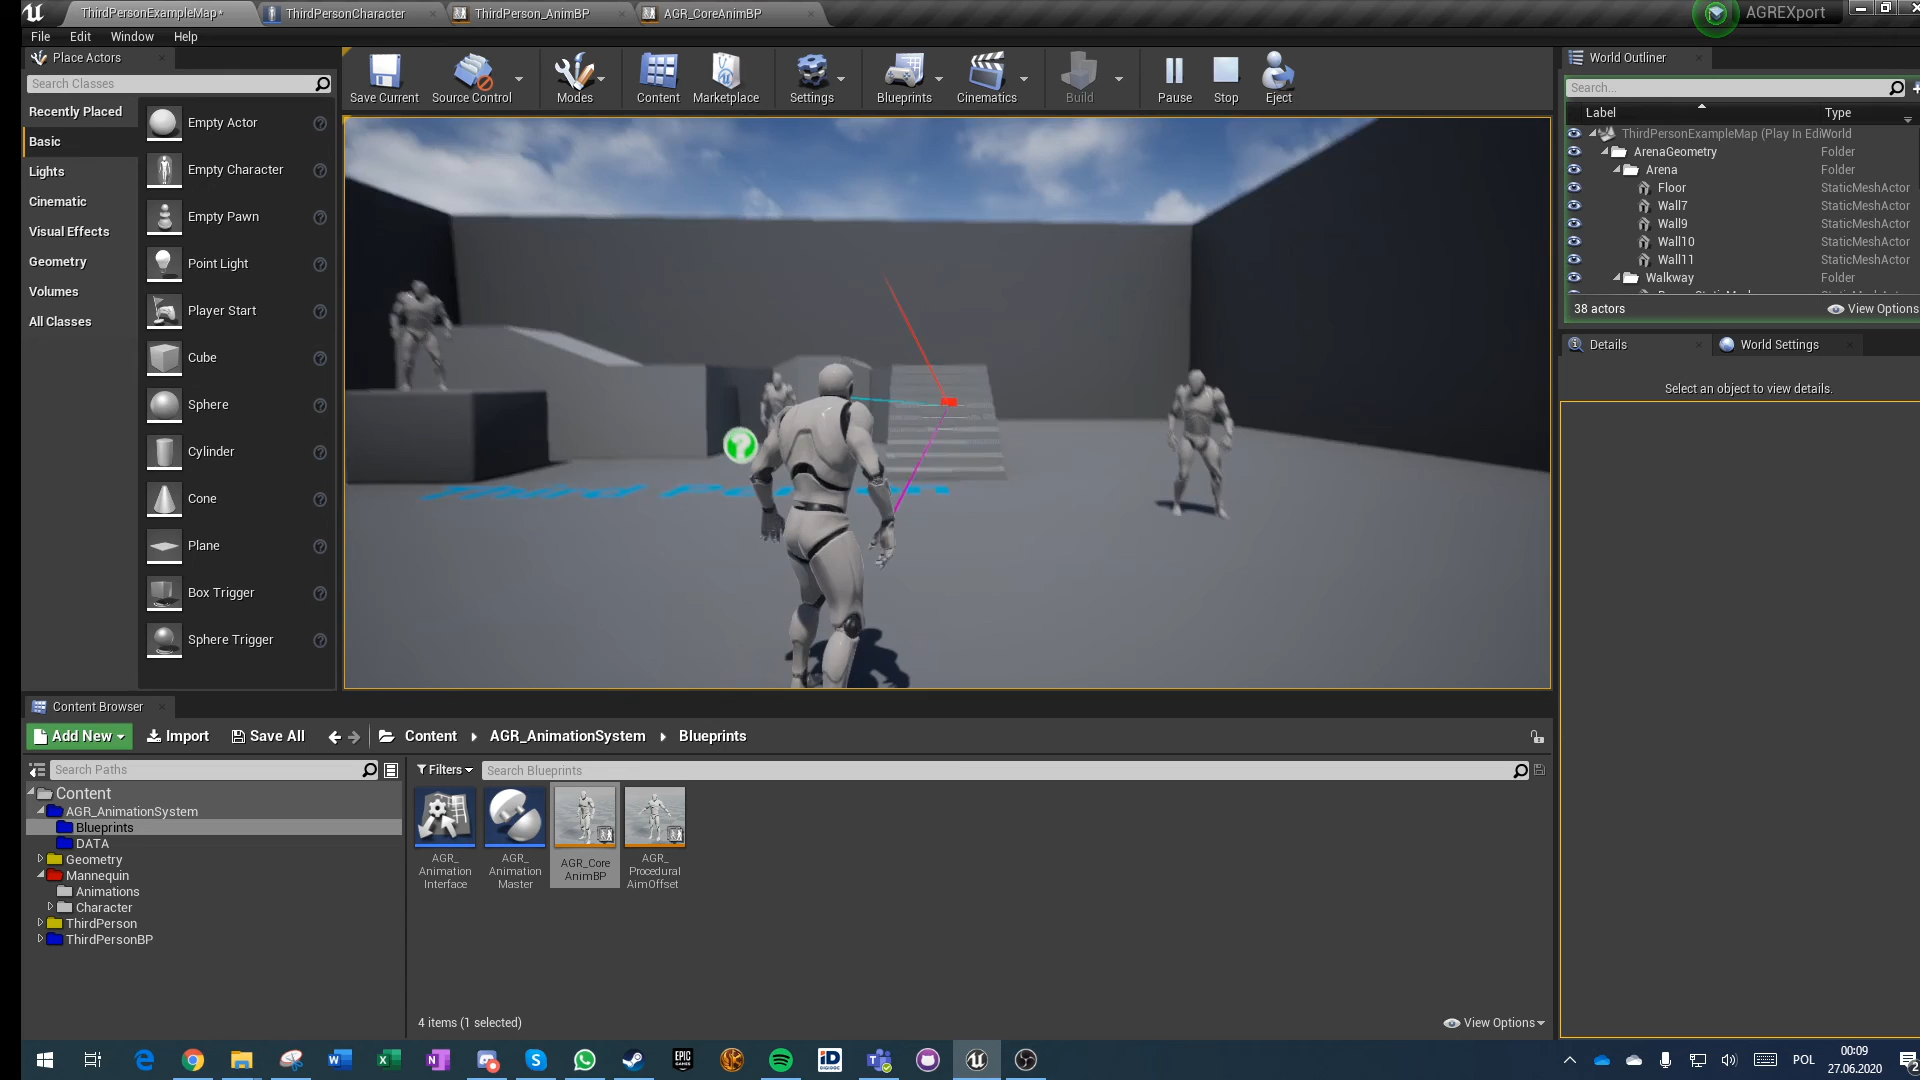 ThirdPersonExampleMap*
ThirdPersonCharacter
ThirdPerson_AnimBP
AGR_CoreAnimBP
AGREXport
File
Edit
Window
Help
Place Actors
Search Classes
Recently Placed
Basic
Lights
Cinematic
Visual Effects
Geometry
Volumes
All Classes
Empty Actor
Empty Character
Empty Pawn
Point Light
Player Start
Cube
Sphere
Cylinder
Cone
Plane
Box Trigger
Sphere Trigger
Save Current
Source Control
Modes
Content
Marketplace
Settings
Blueprints
Cinematics
Build
Pause
Stop
Eject
World Outliner
Search...
Label
Type
ThirdPersonExampleMap (Play In Edi
World
ArenaGeometry
Folder
Arena
Folder
Floor
StaticMeshActor
Wall7
StaticMeshActor
Wall9
StaticMeshActor
Wall10
StaticMeshActor
Wall11
StaticMeshActor
Walkway
Folder
38 actors
View Options
Details
World Settings
Select an object to view details.
Content Browser
Add New
Import
Save All
Content
AGR_AnimationSystem
Blueprints
Search Paths
Filters
Search Blueprints
Content
AGR_AnimationSystem
Blueprints
DATA
Geometry
Mannequin
Animations
Character
ThirdPerson
ThirdPersonBP
AGR_
Animation
Interface
AGR_
Animation
Master
AGR_Core
AnimBP
AGR_
Procedural
AimOffset
4 items (1 selected)
View Options
POL
00:09
27.06.2020
2